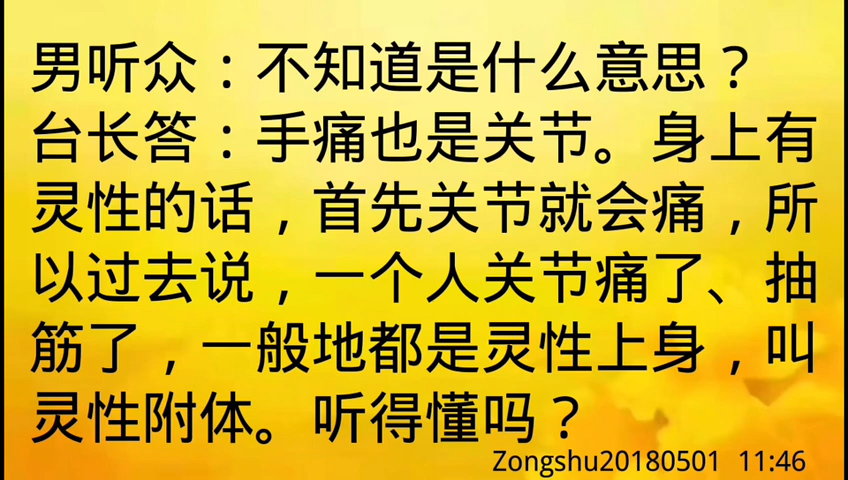 男听众：不知道是什么意思？
台长答：手痛也是关节。身上有
灵性的话，首先关节就会痛，所
以过去说，一个人关节痛了、抽
筋了，一般地都是灵性上身，叫
灵性附体。听得懂吗？
Zongshu20180501 11:46